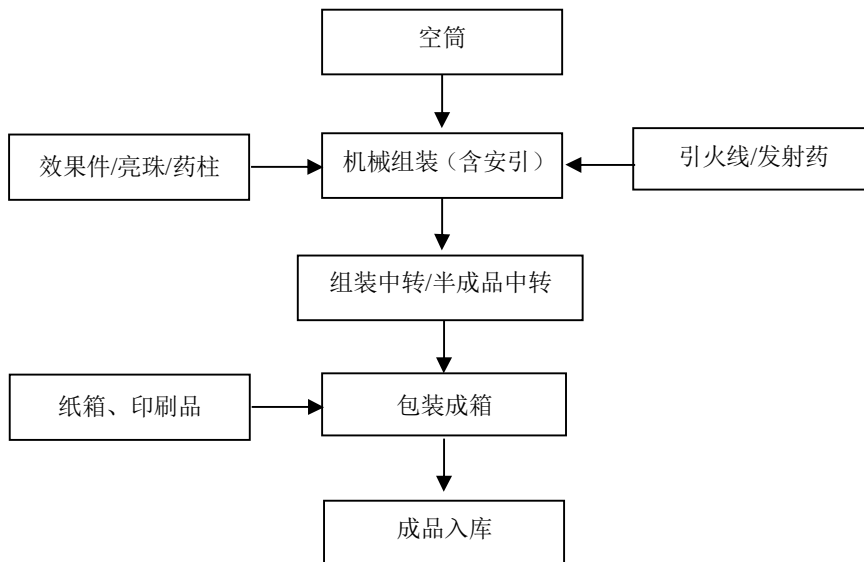 空筒
效果件/亮珠/药柱
机械组装（含安引）
引火线/发射药
组装中转/半成品中转
纸箱、印刷品
包装成箱
成品入库